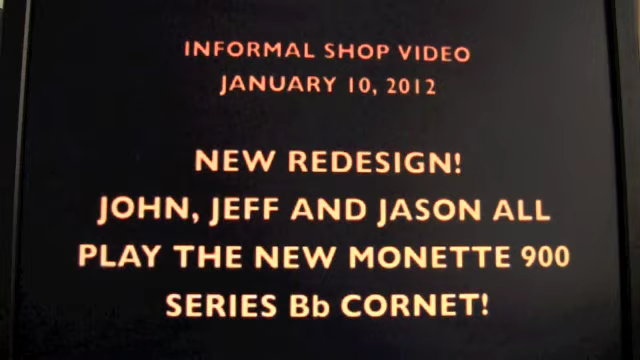 INFORMAL SHOP VIDEO
JANUARY 10, 2012
NEW REDESIGN!
JOHN, JEFF AND JASON ALL
PLAY THE NEW MONETTE 900
SERIES Bb CORNET!